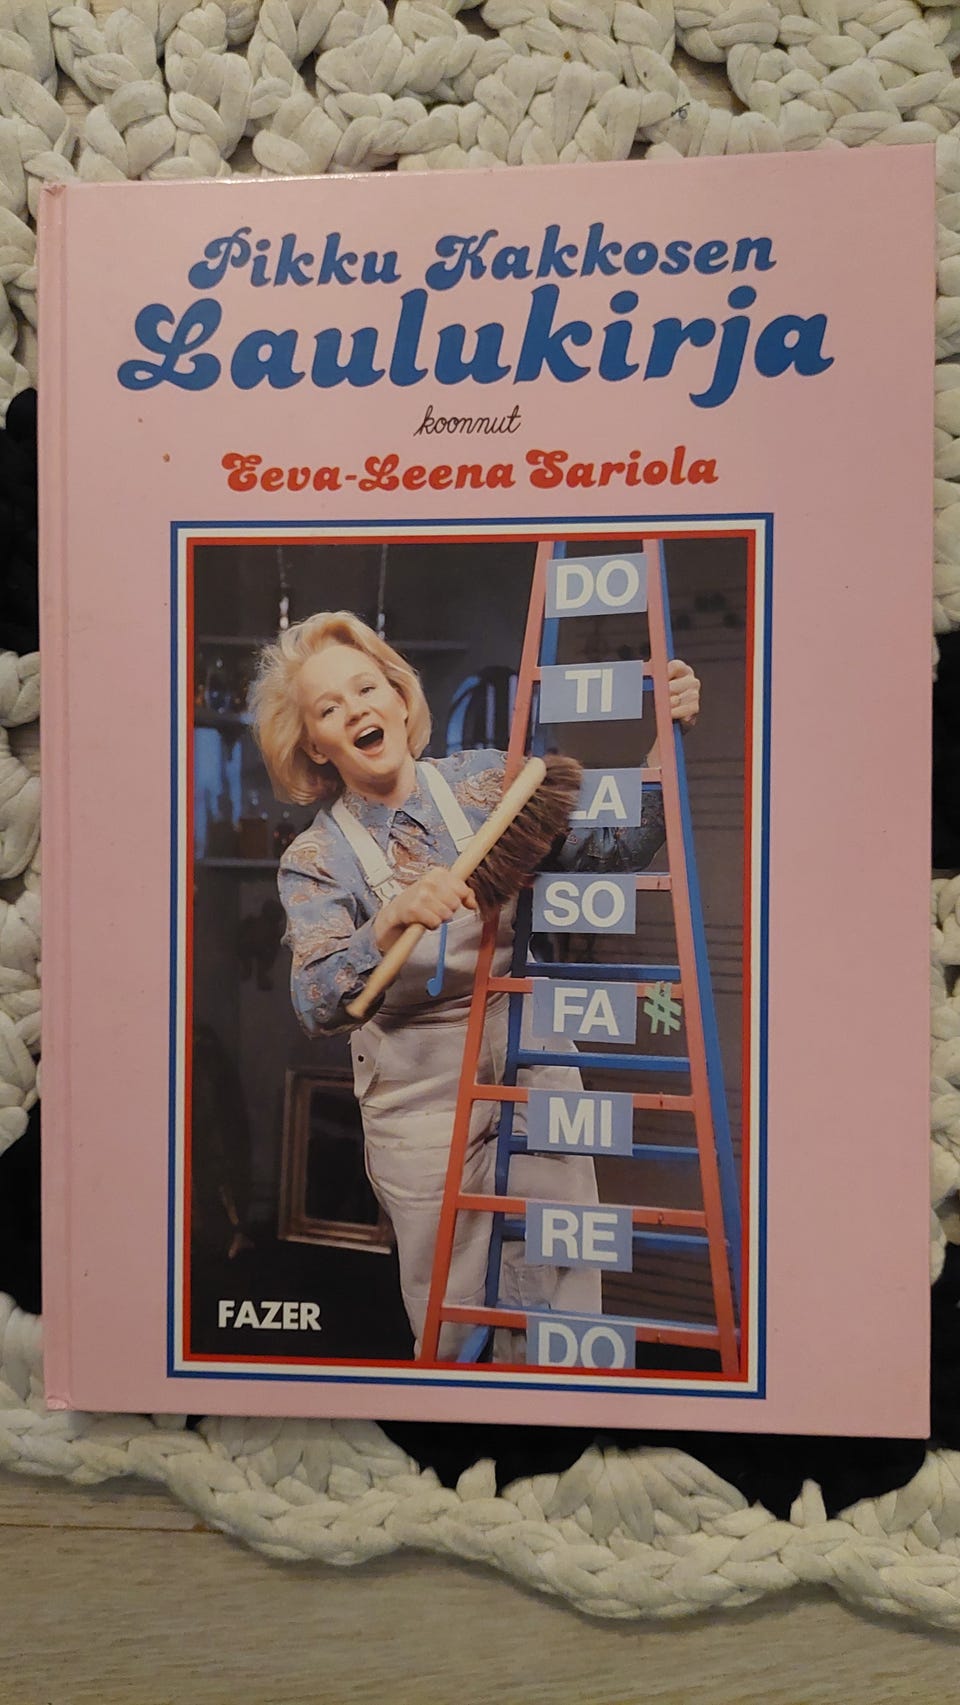 Pikku Kakkosen
Laulukirja
koonnut
Eeva-Leena Sariola
DO
TI
LA
SO
FA #
MI
RE
DO
FAZER